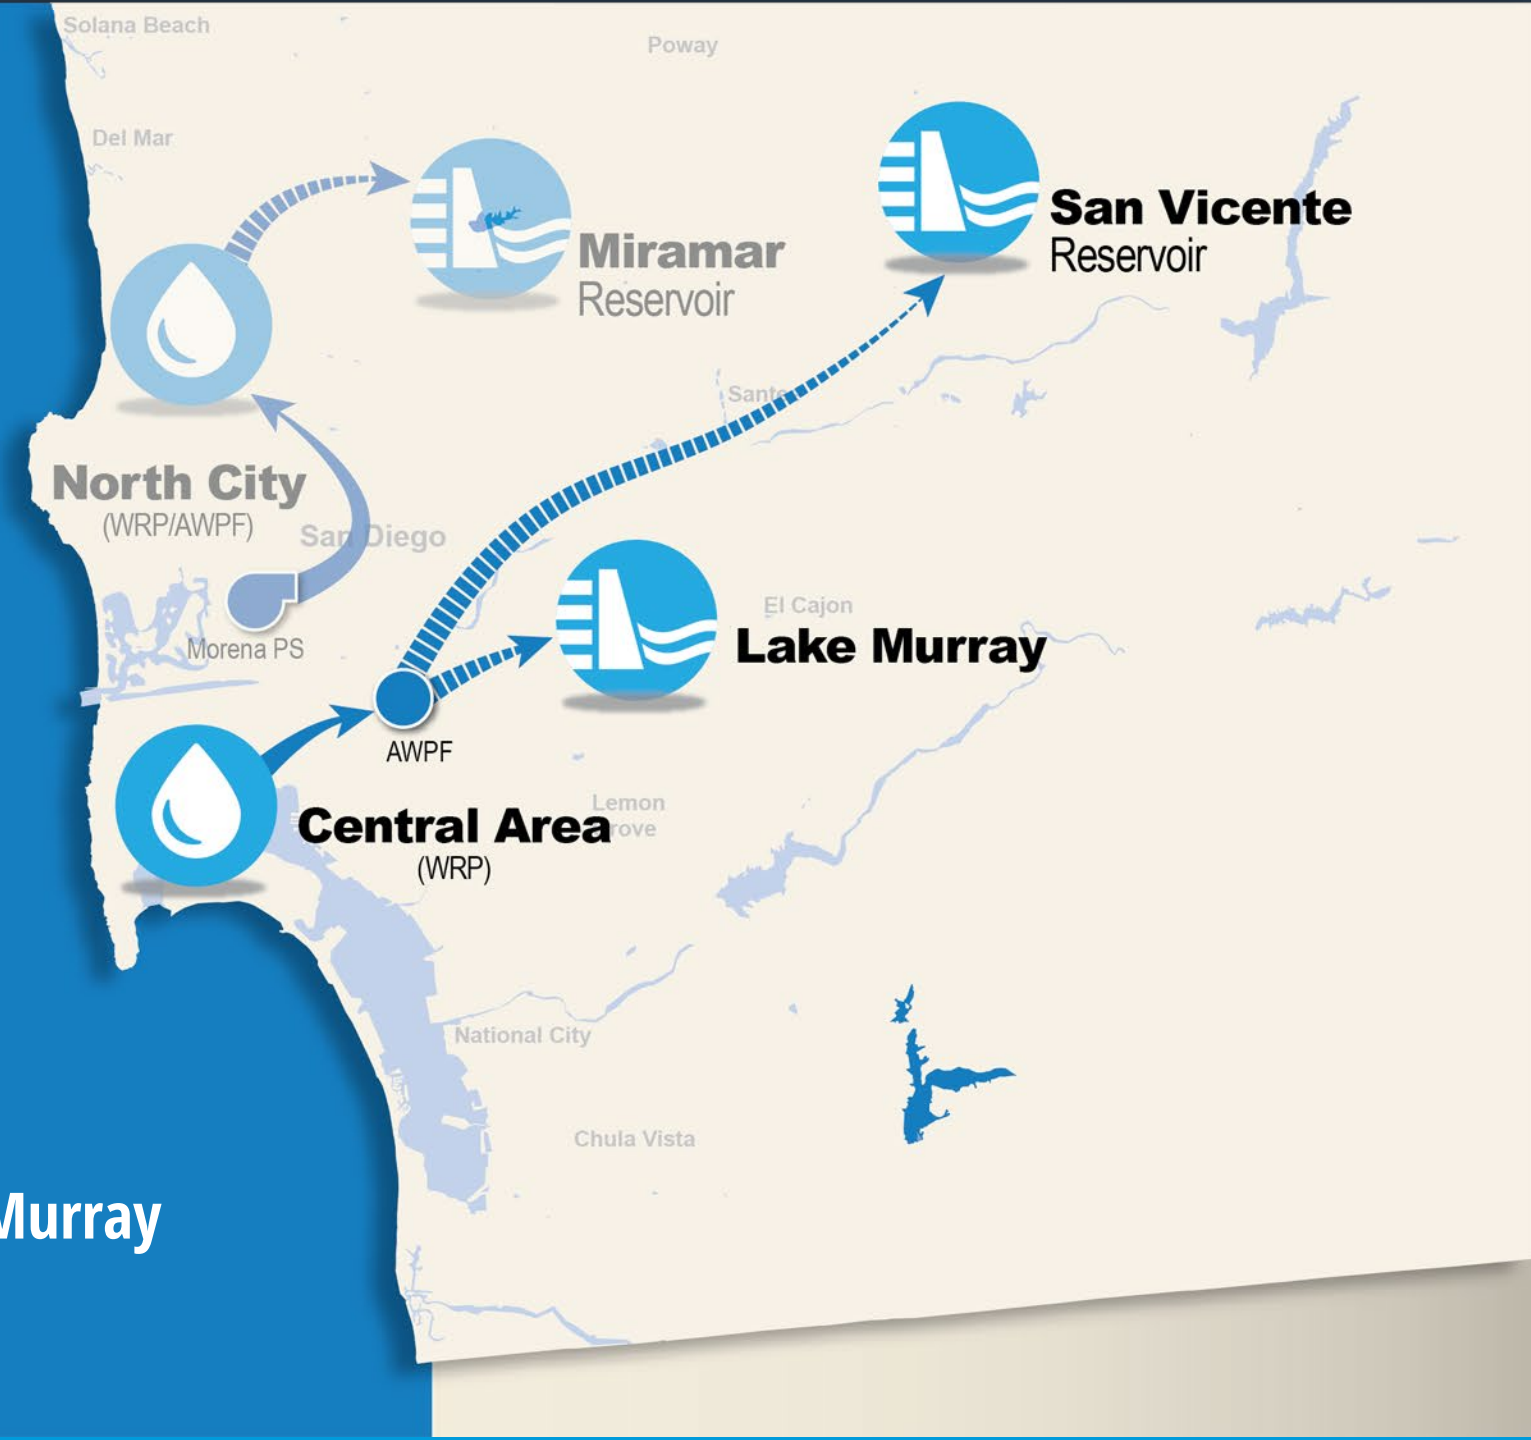 Solana Beach
Poway
Del Mar
San Vicente
Reservoir
Miramar
Reservoir
North City
(WRP/AWPF)
San Diego
Morena PS
El Cajon
Lake Murray
AWPF
Lemon
Central Area
(WRP)
National City
Chula Vista
Murray